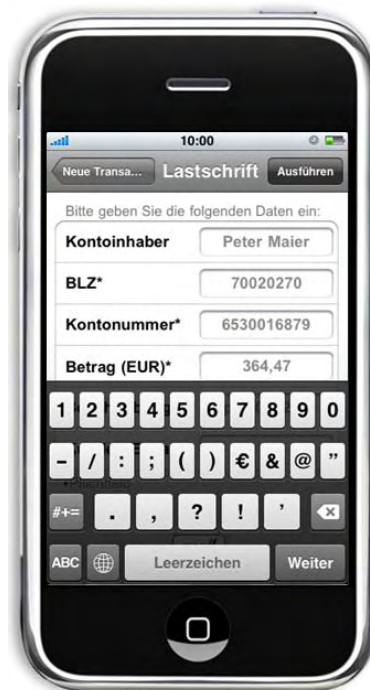 10:00
Neue Transa... Lastschrift Ausführen
Bitte geben Sie die folgenden Daten ein:
Kontoinhaber Peter Maier
BLZ* 70020270
Kontonummer* 6530016879
Betrag (EUR)* 364,47
1 2 3 4 5 6 7 8 9 0
- / : ; ( ) € & @ "
#+= . , ? ! '
ABC Leerzeichen Weiter